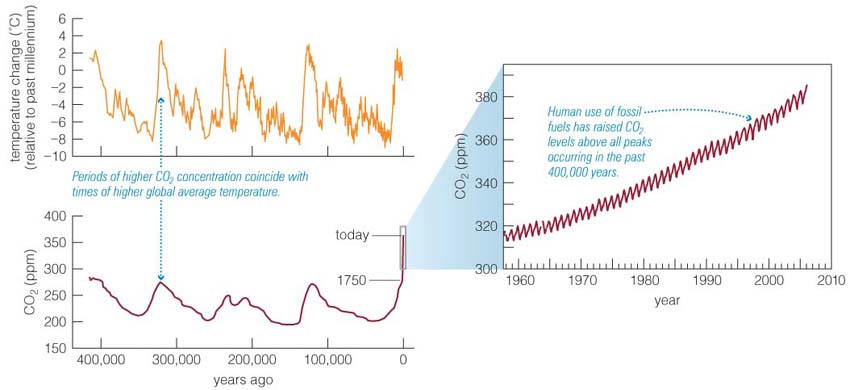 temperature change (°C)
(relative to past millennium)
6
4
2
0
−2
−4
−6
−8
−10
Periods of higher CO₂ concentration coincide with
times of higher global average temperature.
CO₂ (ppm)
400
350
300
250
200
150
today
1750
400,000
300,000
200,000
100,000
0
years ago
CO₂ (ppm)
380
360
340
320
300
Human use of fossil
fuels has raised CO₂
levels above all peaks
occurring in the past
400,000 years.
1960
1970
1980
1990
2000
2010
year